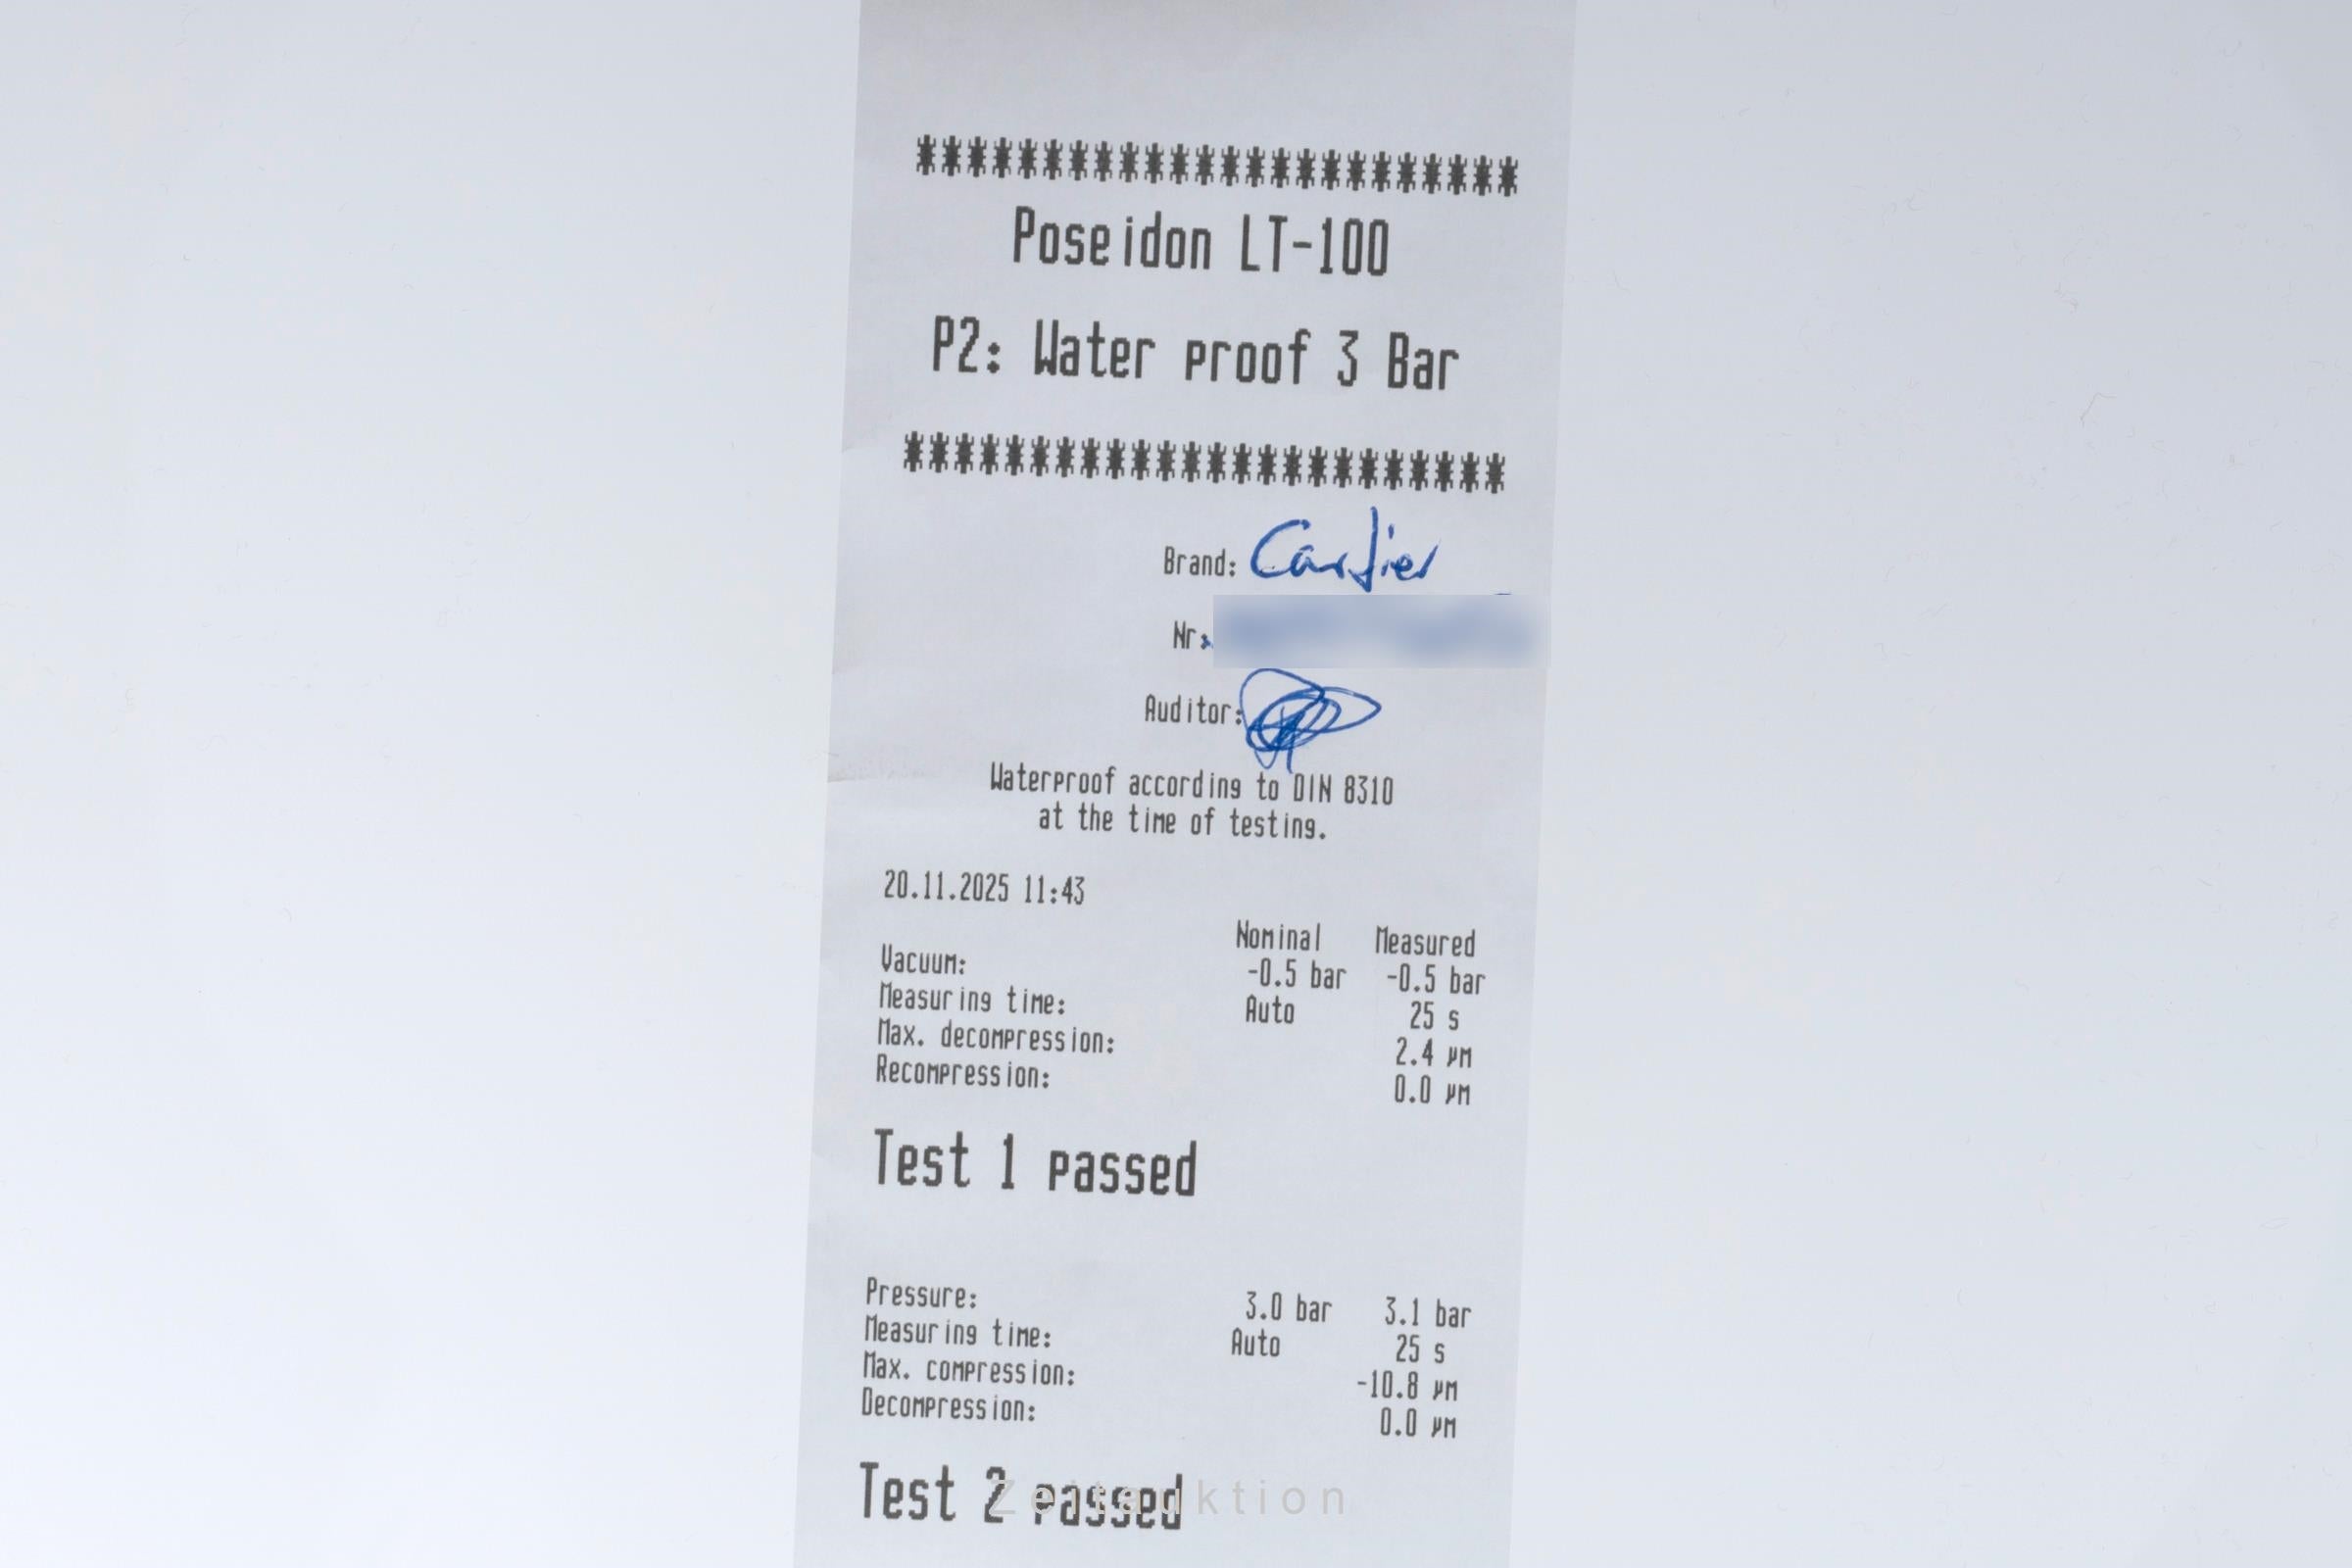 ************************
Poseidon LT-100
P2: Water proof 3 Bar
************************
Brand: Cartier
Nr:
Auditor:
Waterproof according to DIN 8310
at the time of testing.
20.11.2025 11:43
Nominal Measured
Vacuum: -0.5 bar -0.5 bar
Measuring time: Auto 25 s
Max. decompression: 2.4 µm
Recompression: 0.0 µm
Test 1 passed
Pressure: 3.0 bar 3.1 bar
Measuring time: Auto 25 s
Max. compression: -10.8 µm
Decompression: 0.0 µm
Test 2 passed
Zeitauktion